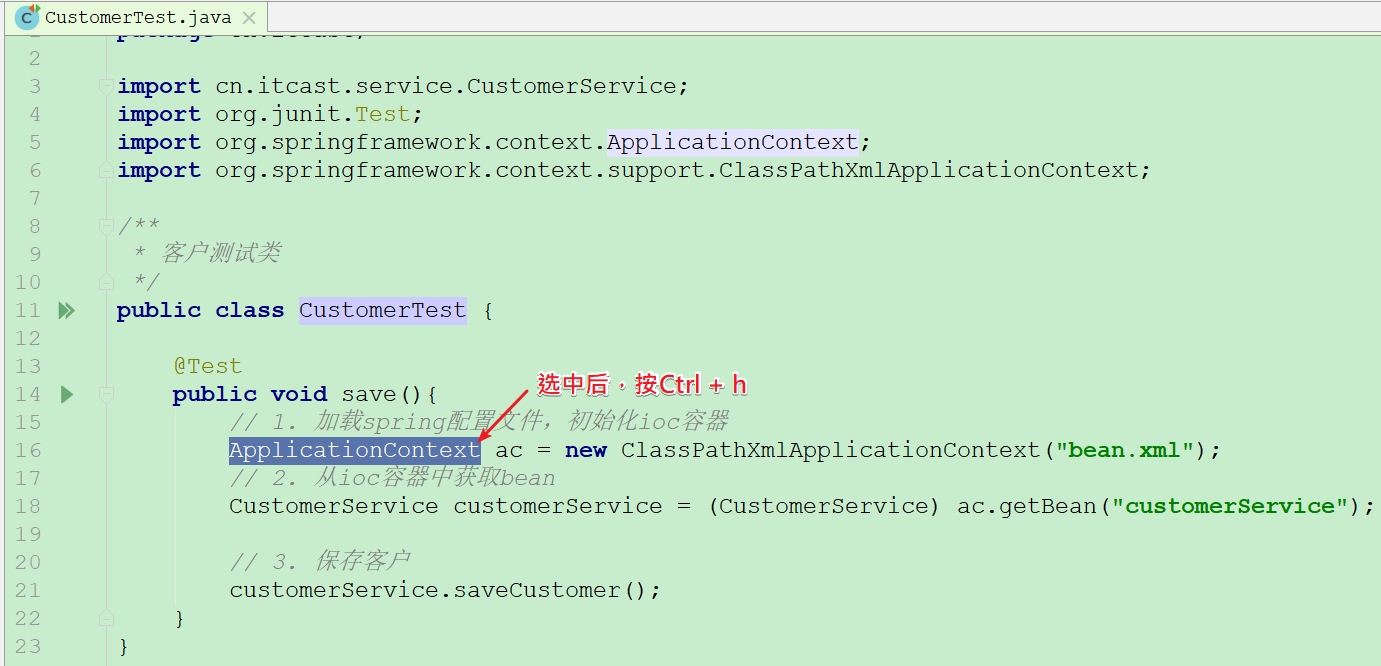 CustomerTest.java
2
3 import cn.itcast.service.CustomerService;
4 import org.junit.Test;
5 import org.springframework.context.ApplicationContext;
6 import org.springframework.context.support.ClassPathXmlApplicationContext;
7
8 /**
9 * 客户测试类
10 */
11 public class CustomerTest {
12
13 @Test
选中后，按Ctrl + h
14 public void save(){
15 // 1. 加载spring配置文件，初始化ioc容器
16 ApplicationContext ac = new ClassPathXmlApplicationContext("bean.xml");
17 // 2. 从ioc容器中获取bean
18 CustomerService customerService = (CustomerService) ac.getBean("customerService");
19
20 // 3. 保存客户
21 customerService.saveCustomer();
22 }
23 }